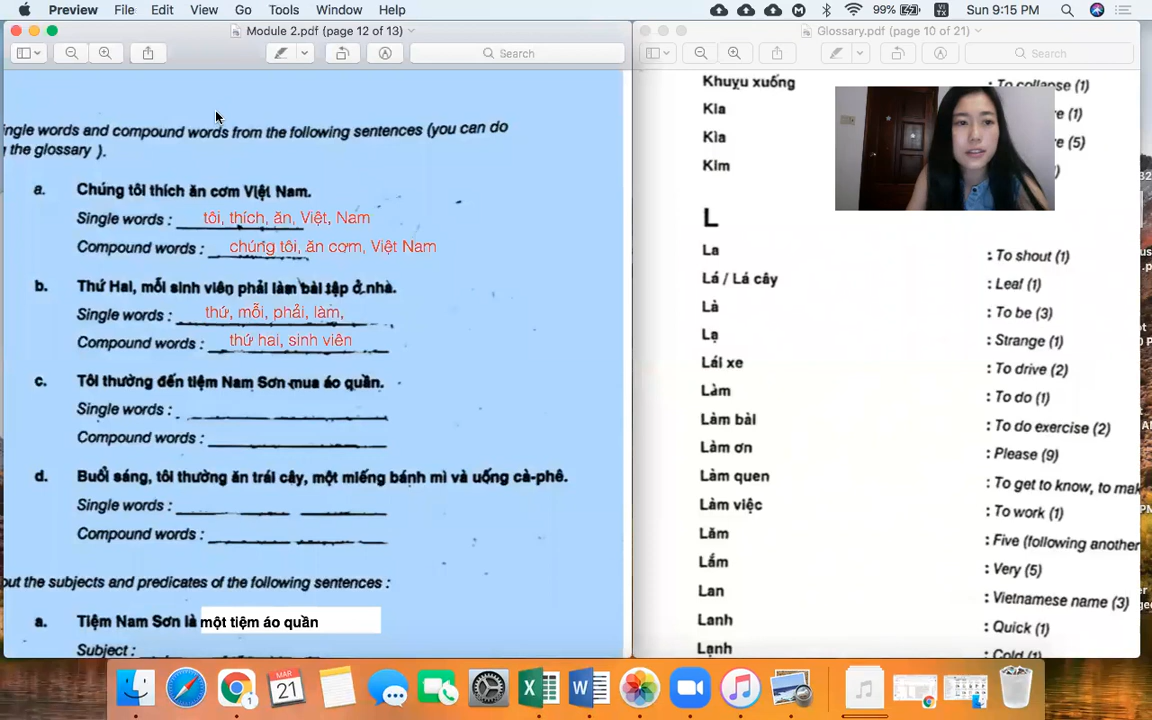 Preview File Edit View Go Tools Window Help 99% Sun 9:15 PM
Module 2.pdf (page 12 of 13)
Search
ingle words and compound words from the following sentences (you can do
the glossary ).
a. Chúng tôi thích ăn cơm Việt Nam.
Single words : tôi, thích, ăn, Việt, Nam
Compound words : chúng tôi, ăn cơm, Việt Nam
b. Thứ Hai, mỗi sinh viên phải làm bài tập ở nhà.
Single words : thứ, mỗi, phải, làm,
Compound words : thứ hai, sinh viên
c. Tôi thường đến tiệm Nam Sơn mua áo quần.
Single words :
Compound words :
d. Buổi sáng, tôi thường ăn trái cây, một miếng bánh mì và uống cà-phê.
Single words :
Compound words :
out the subjects and predicates of the following sentences :
a. Tiệm Nam Sơn là một tiệm áo quần
Subject :
Glossary.pdf (page 10 of 21)
Search
Khuỵu xuống : To collapse (1)
Kia (1)
Kìa (5)
Kim
L
La : To shout (1)
Lá / Lá cây : Leaf (1)
Là : To be (3)
Lạ : Strange (1)
Lái xe : To drive (2)
Làm : To do (1)
Làm bài : To do exercise (2)
Làm ơn : Please (9)
Làm quen : To get to know, to mak
Làm việc : To work (1)
Lăm : Five (following another
Lắm : Very (5)
Lan : Vietnamese name (3)
Lanh : Quick (1)
Lạnh : Cold (1)
MAR
21